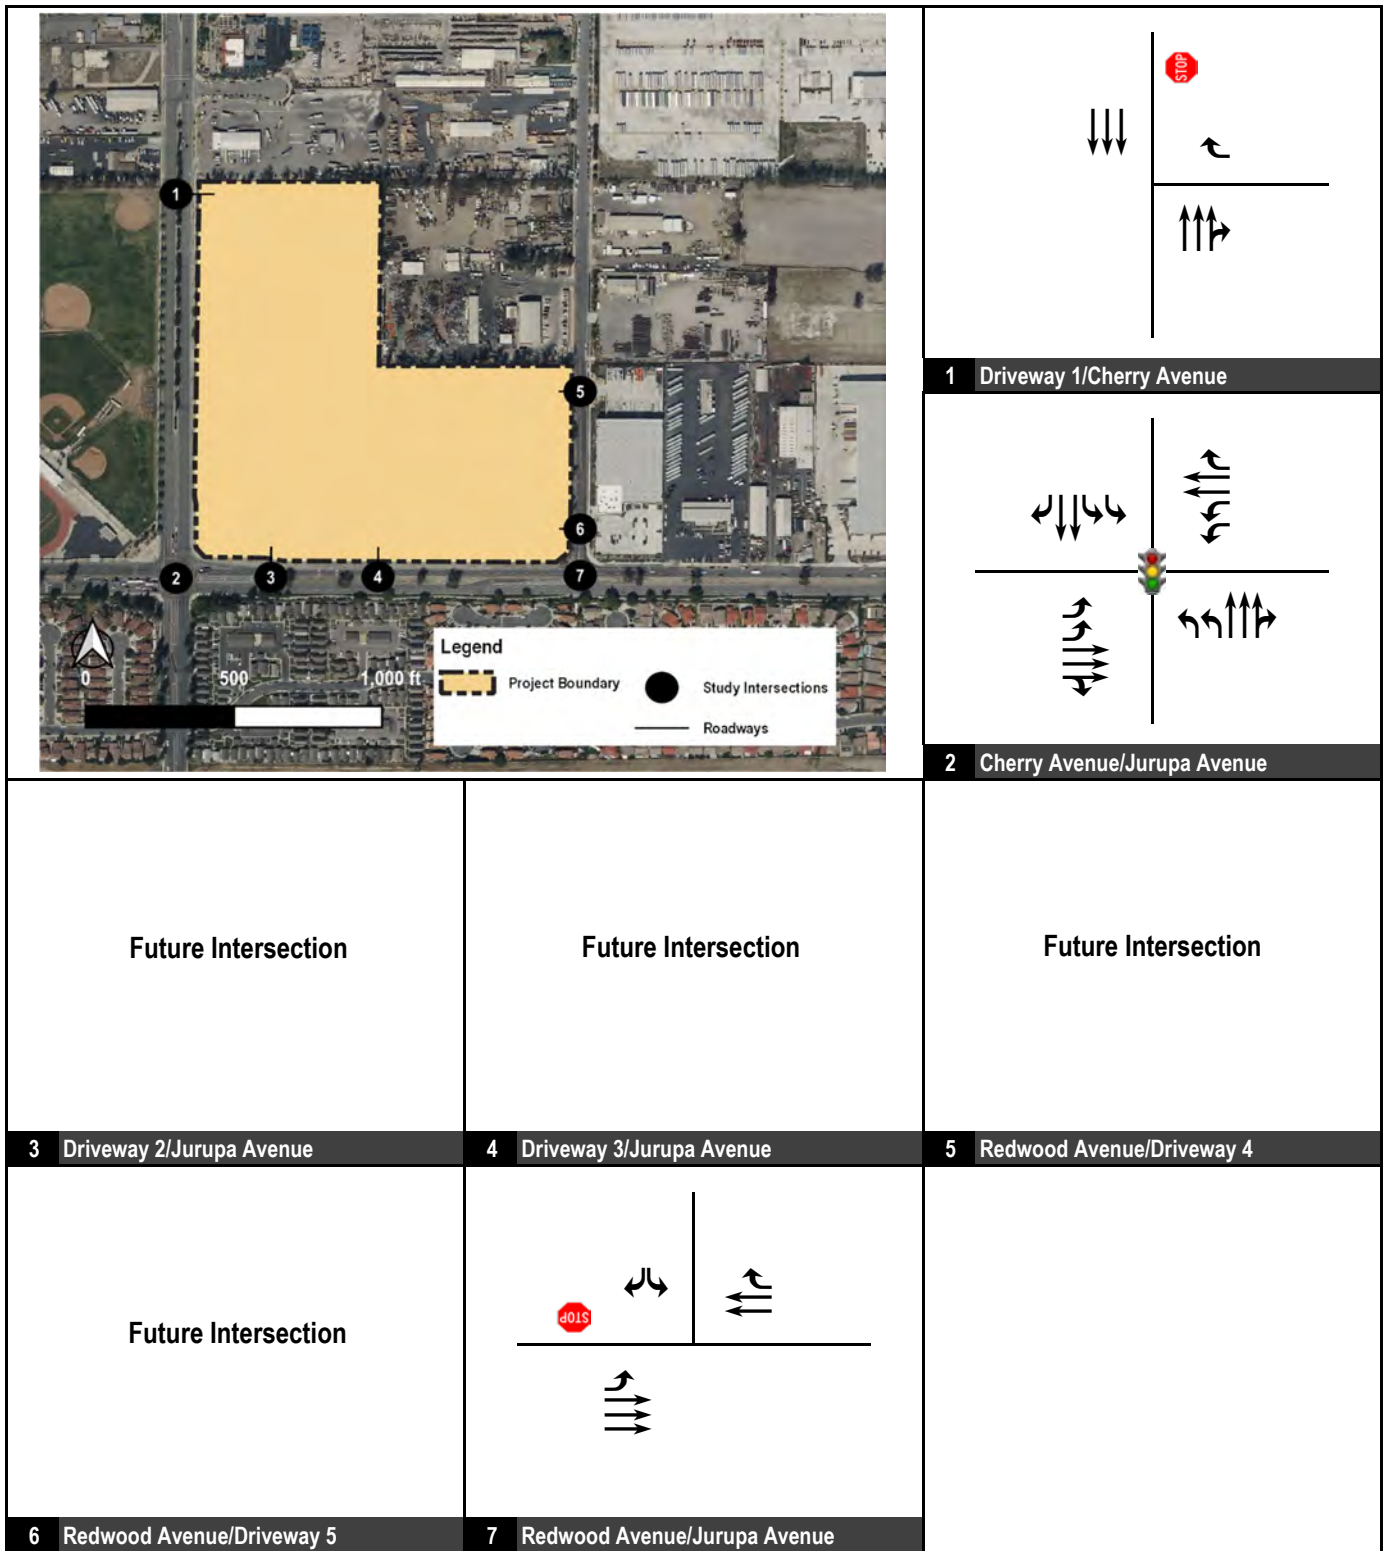 STOP
1
5
6
2
3
4
7
Legend
Project Boundary
Study Intersections
Roadways
0
500
1,000 ft
1 Driveway 1/Cherry Avenue
2 Cherry Avenue/Jurupa Avenue
Future Intersection
Future Intersection
Future Intersection
3 Driveway 2/Jurupa Avenue
4 Driveway 3/Jurupa Avenue
5 Redwood Avenue/Driveway 4
Future Intersection
STOP
6 Redwood Avenue/Driveway 5
7 Redwood Avenue/Jurupa Avenue